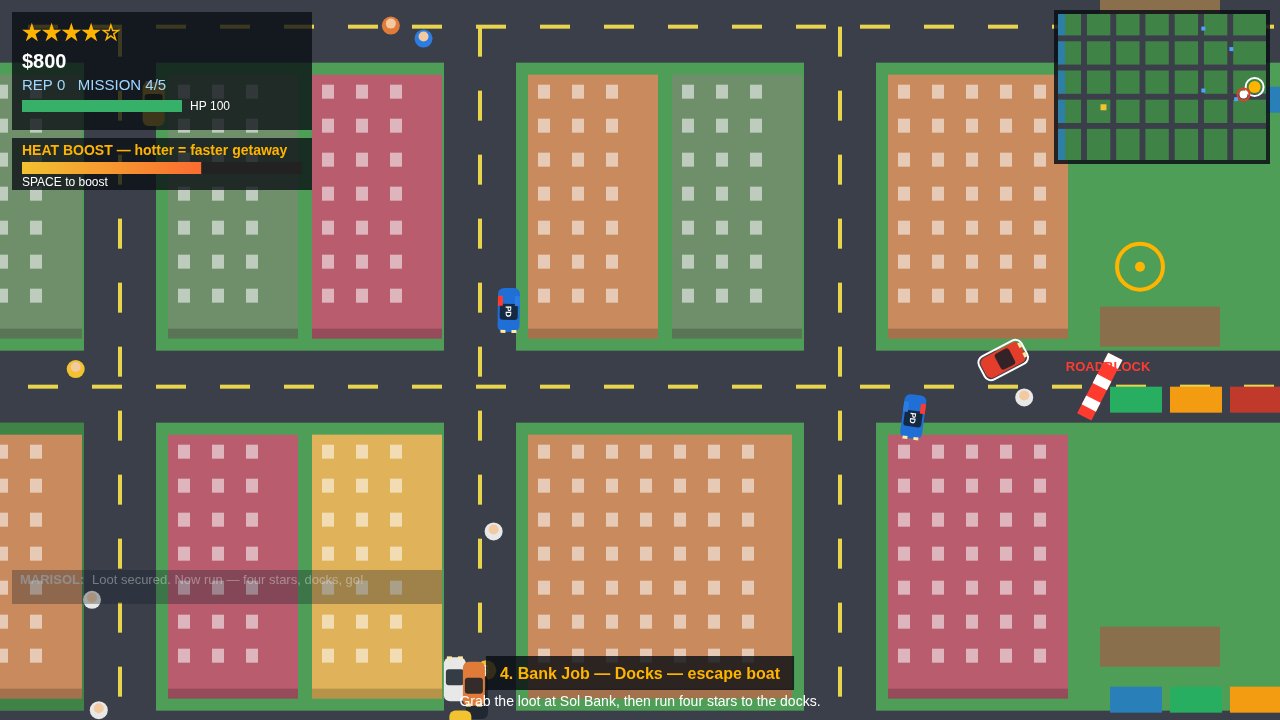 ★★★★☆
$800
REP 0 MISSION 4/5
HP 100
HEAT BOOST — hotter = faster getaway
SPACE to boost
PD
ROADBLOCK
PD
MARISOL: Loot secured. Now run — four stars, docks, go!
4. Bank Job — Docks — escape boat
Grab the loot at Sol Bank, then run four stars to the docks.